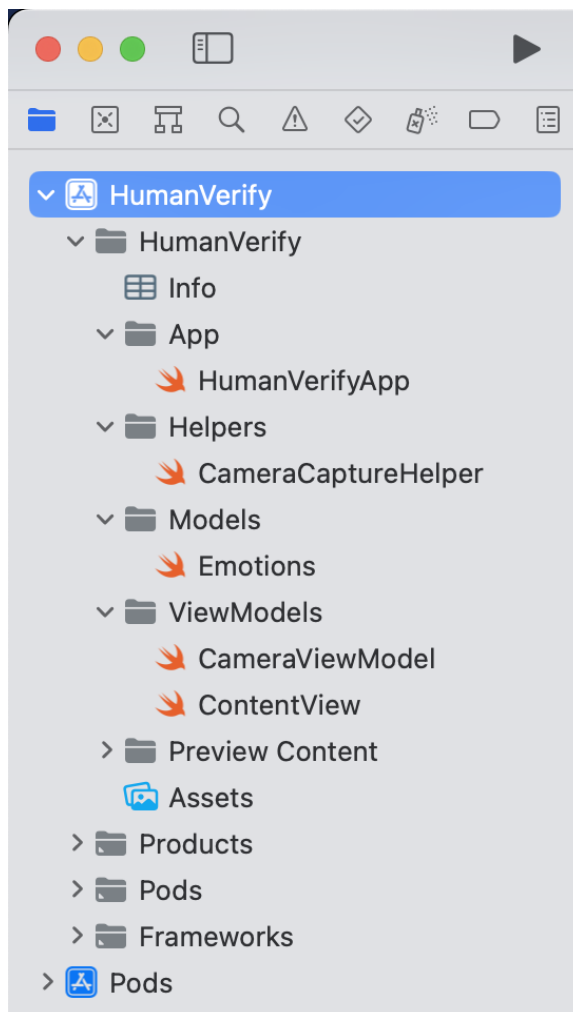 HumanVerify
HumanVerify
Info
App
HumanVerifyApp
Helpers
CameraCaptureHelper
Models
Emotions
ViewModels
CameraViewModel
ContentView
Preview Content
Assets
Products
Pods
Frameworks
Pods